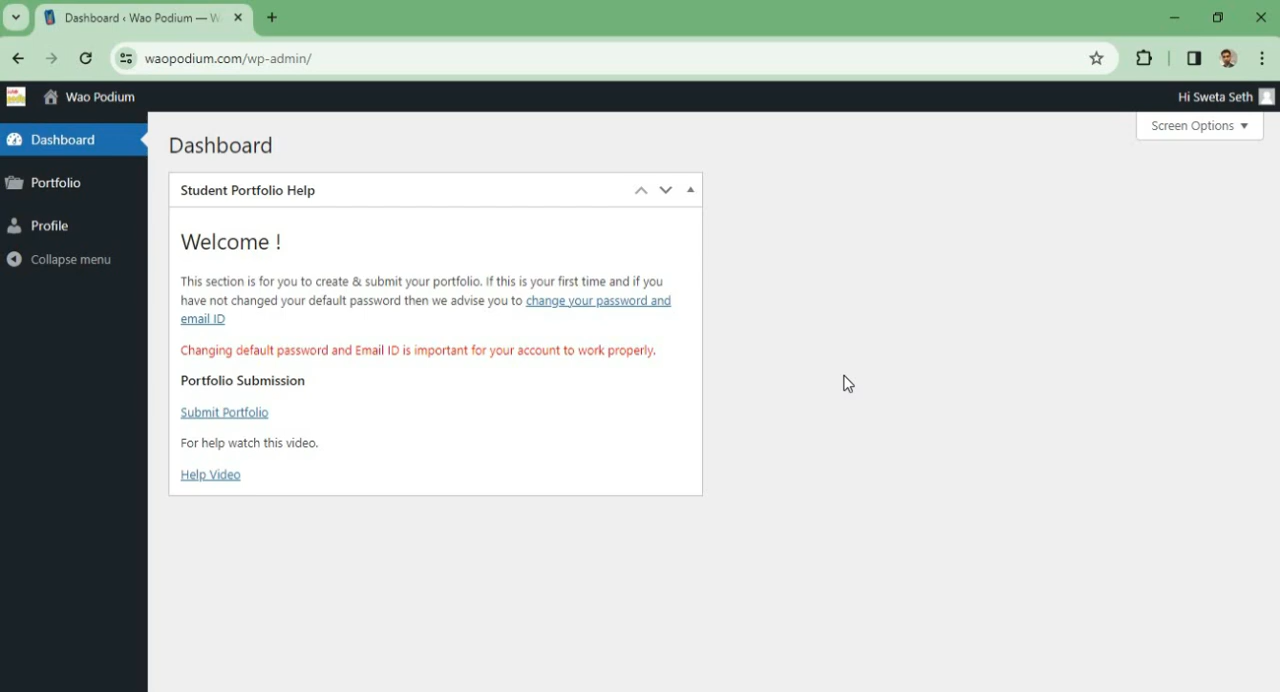 Dashboard ‹ Wao Podium — W
waopodium.com/wp-admin/
Wao Podium
Hi Sweta Seth
Dashboard
Screen Options
Dashboard
Portfolio
Profile
Collapse menu
Student Portfolio Help
Welcome !
This section is for you to create & submit your portfolio. If this is your first time and if you
have not changed your default password then we advise you to change your password and
email ID
Changing default password and Email ID is important for your account to work properly.
Portfolio Submission
Submit Portfolio
For help watch this video.
Help Video